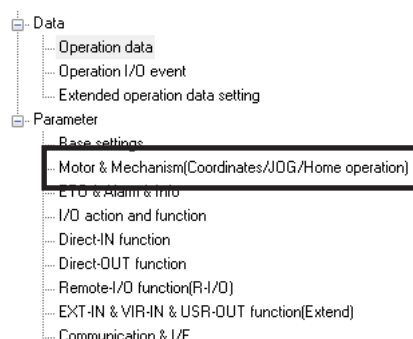 Data
Operation data
Operation I/O event
Extended operation data setting
Parameter
Base settings
Motor & Mechanism(Coordinates/JOG/Home operation)
ETO & Alarm & Info
I/O action and function
Direct-IN function
Direct-OUT function
Remote-I/O function(R-I/O)
EXT-IN & VIR-IN & USR-OUT function(Extend)
Communication & I/F